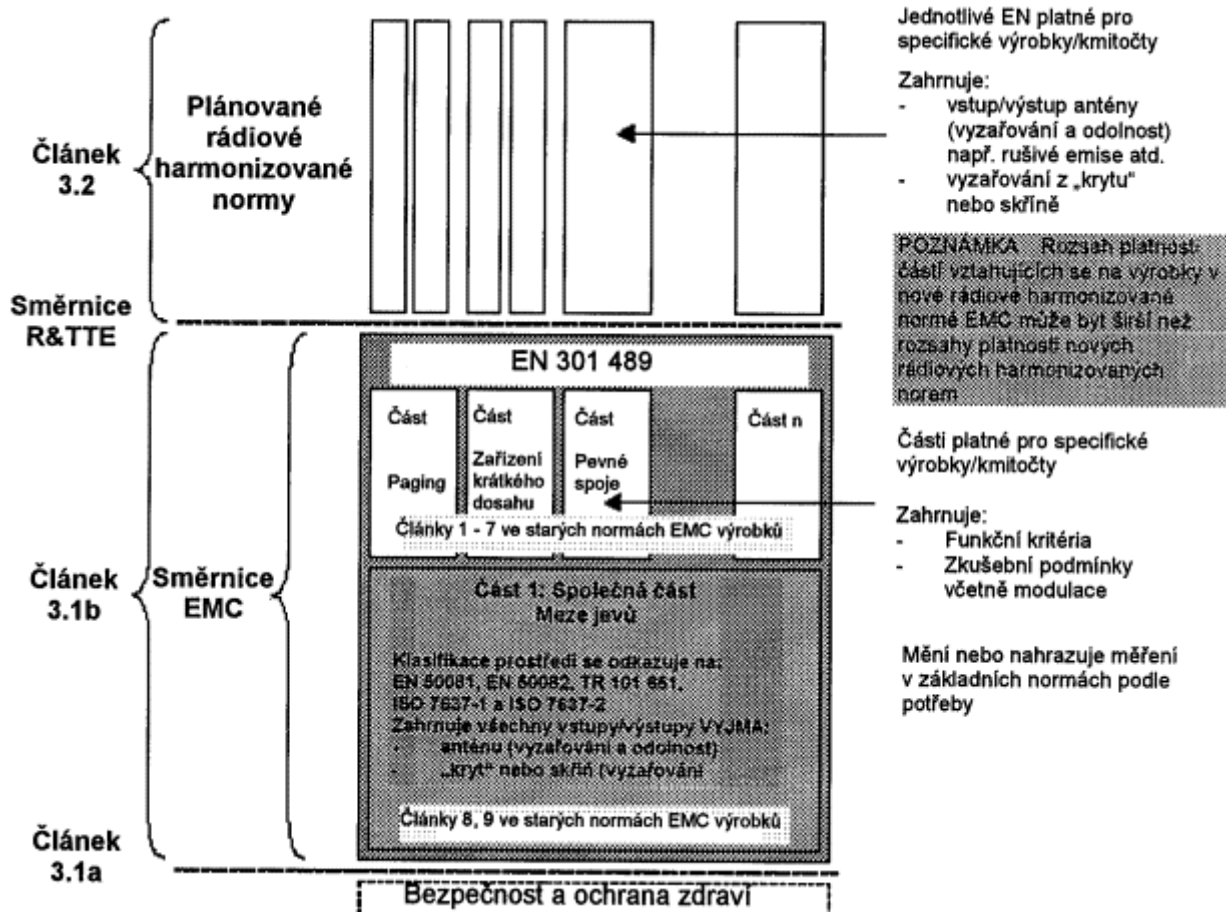 Jednotlivé EN platné pro
specifické výrobky/kmitočty
Zahrnuje:
- vstup/výstup antény
(vyzařování a odolnost)
např. rušivé emise atd.
- vyzařování z „krytu“
nebo skříně
Plánované
rádiové
harmonizované
normy
Článek
3.2
POZNÁMKA Rozsah platnosti
částí vztahujících se na výrobky v
nové rádiové harmonizované
normě EMC může být širší než
rozsahy platnosti nových
rádiových harmonizovaných
norem
Směrnice
R&TTE
EN 301 489
Část
Paging
Část
Zařízení
krátkého
dosahu
Část
Pevné
spoje
Část n
Články 1 - 7 ve starých normách EMC výrobků
Části platné pro specifické
výrobky/kmitočty
Zahrnuje:
- Funkční kritéria
- Zkušební podmínky
včetně modulace
Mění nebo nahrazuje měření
v základních normách podle
potřeby
Článek
3.1b
Směrnice
EMC
Část 1: Společná část
Meze jevů
Klasifikace prostředí se odkazuje na:
EN 50081, EN 50082, TR 101 651,
ISO 7637-1 a ISO 7637-2
Zahrnuje všechny vstupy/výstupy VYJMA:
- anténu (vyzařování a odolnost)
- „kryt“ nebo skříň (vyzařování
Články 8, 9 ve starých normách EMC výrobků
Článek
3.1a
Bezpečnost a ochrana zdraví